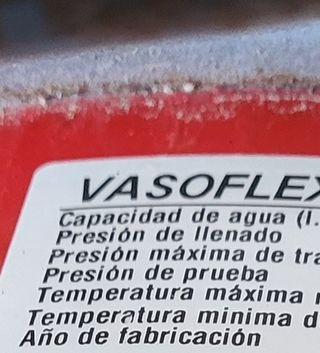 VASOFLEX
Capacidad de agua (l.
Presión de llenado
Presión máxima de tra
Presión de prueba
Temperatura máxima
Temperatura minima d
Año de fabricación